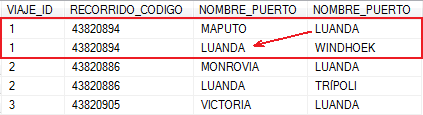 VIAJE_ID RECORRIDO_CODIGO NOMBRE_PUERTO NOMBRE_PUERTO
1 43820894 MAPUTO LUANDA
1 43820894 LUANDA WINDHOEK
2 43820886 MONROVIA LUANDA
2 43820886 LUANDA TRÍPOLI
3 43820905 VICTORIA LUANDA